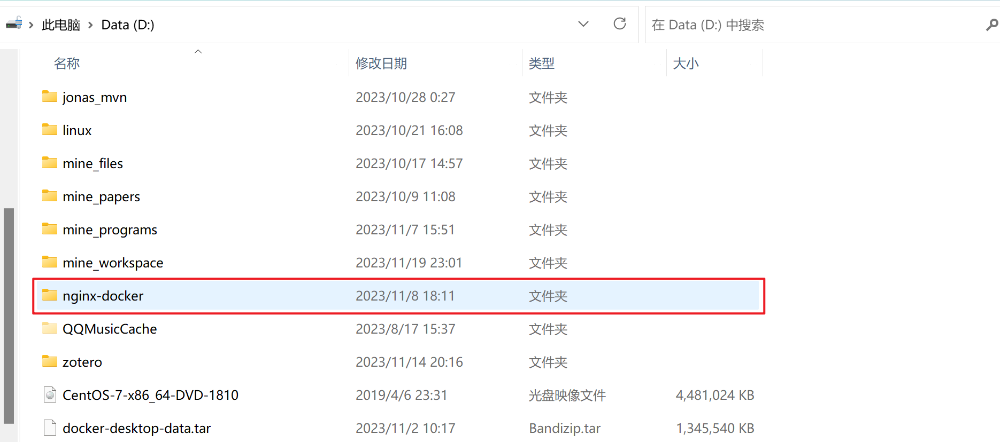 此电脑 Data (D:) 在 Data (D:) 中搜索
名称 修改日期 类型 大小
jonas_mvn 2023/10/28 0:27 文件夹
linux 2023/10/21 16:08 文件夹
mine_files 2023/10/17 14:57 文件夹
mine_papers 2023/10/9 11:08 文件夹
mine_programs 2023/11/7 15:51 文件夹
mine_workspace 2023/11/19 23:01 文件夹
nginx-docker 2023/11/8 18:11 文件夹
QQMusicCache 2023/8/17 15:37 文件夹
zotero 2023/11/14 20:16 文件夹
CentOS-7-x86_64-DVD-1810 2019/4/6 23:31 光盘映像文件 4,481,024 KB
docker-desktop-data.tar 2023/11/2 10:17 Bandizip.tar 1,345,540 KB